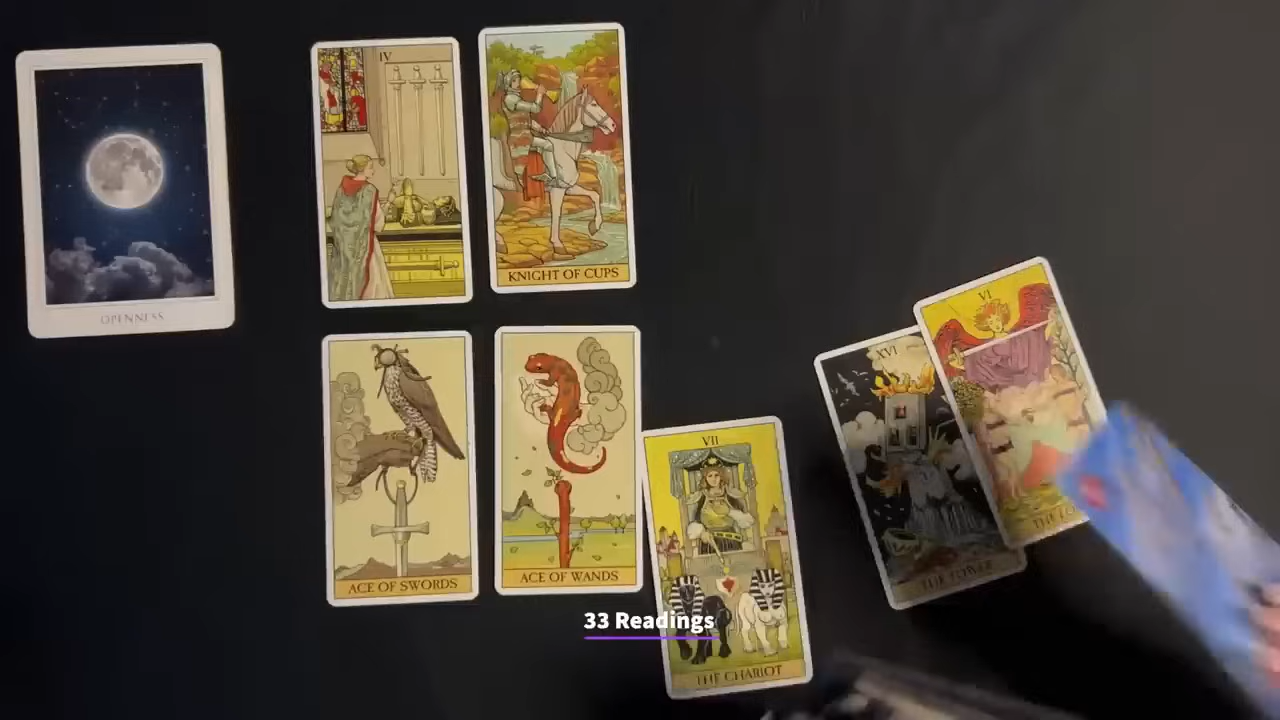 IV
KNIGHT OF CUPS
OPENNESS
VI
XVI
ACE OF SWORDS
ACE OF WANDS
VII
THE TOWER
33 Readings
THE CHARIOT